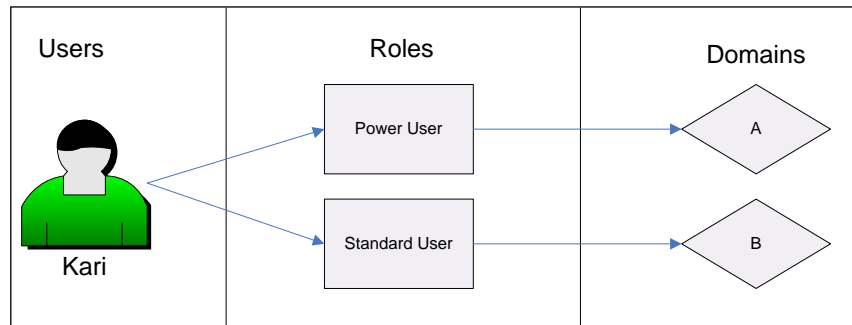 Users
Roles
Domains
Power User
A
Standard User
B
Kari